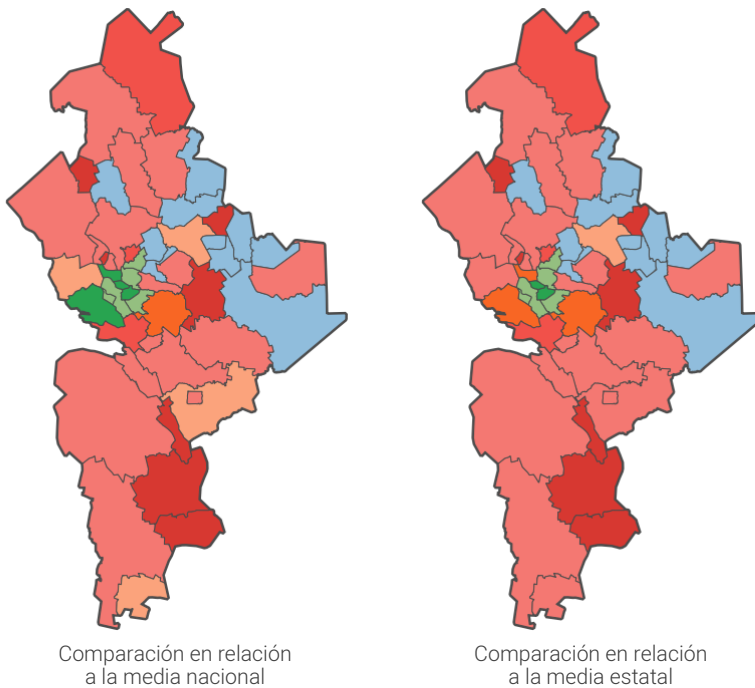 Comparación en relación
a la media nacional
Comparación en relación
a la media estatal